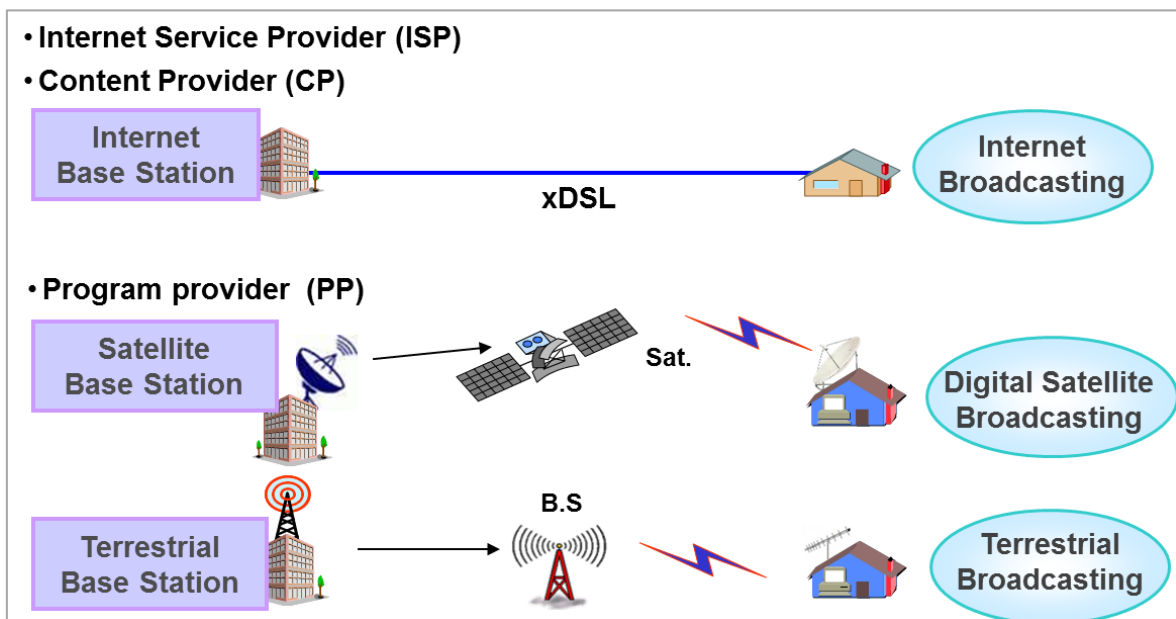 • Internet Service Provider (ISP)
• Content Provider (CP)
Internet
Base Station
xDSL
Internet
Broadcasting
• Program provider (PP)
Satellite
Base Station
Sat.
Digital Satellite
Broadcasting
B.S
Terrestrial
Base Station
Terrestrial
Broadcasting